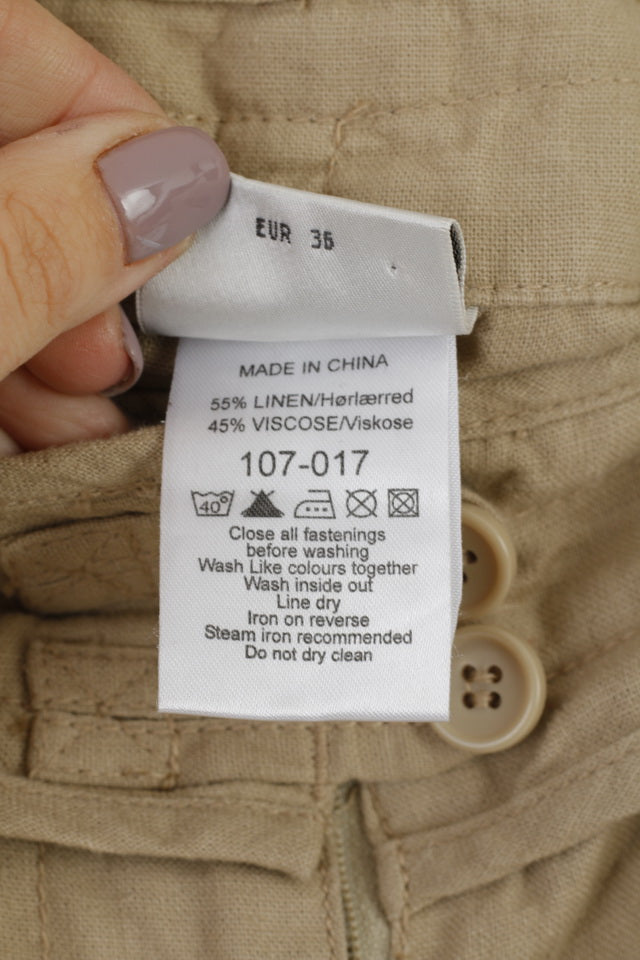 EUR 36
MADE IN CHINA
55% LINEN/Hørlærred
45% VISCOSE/Viskose
107-017
40°
Close all fastenings
before washing
Wash Like colours together
Wash inside out
Line dry
Iron on reverse
Steam iron recommended
Do not dry clean